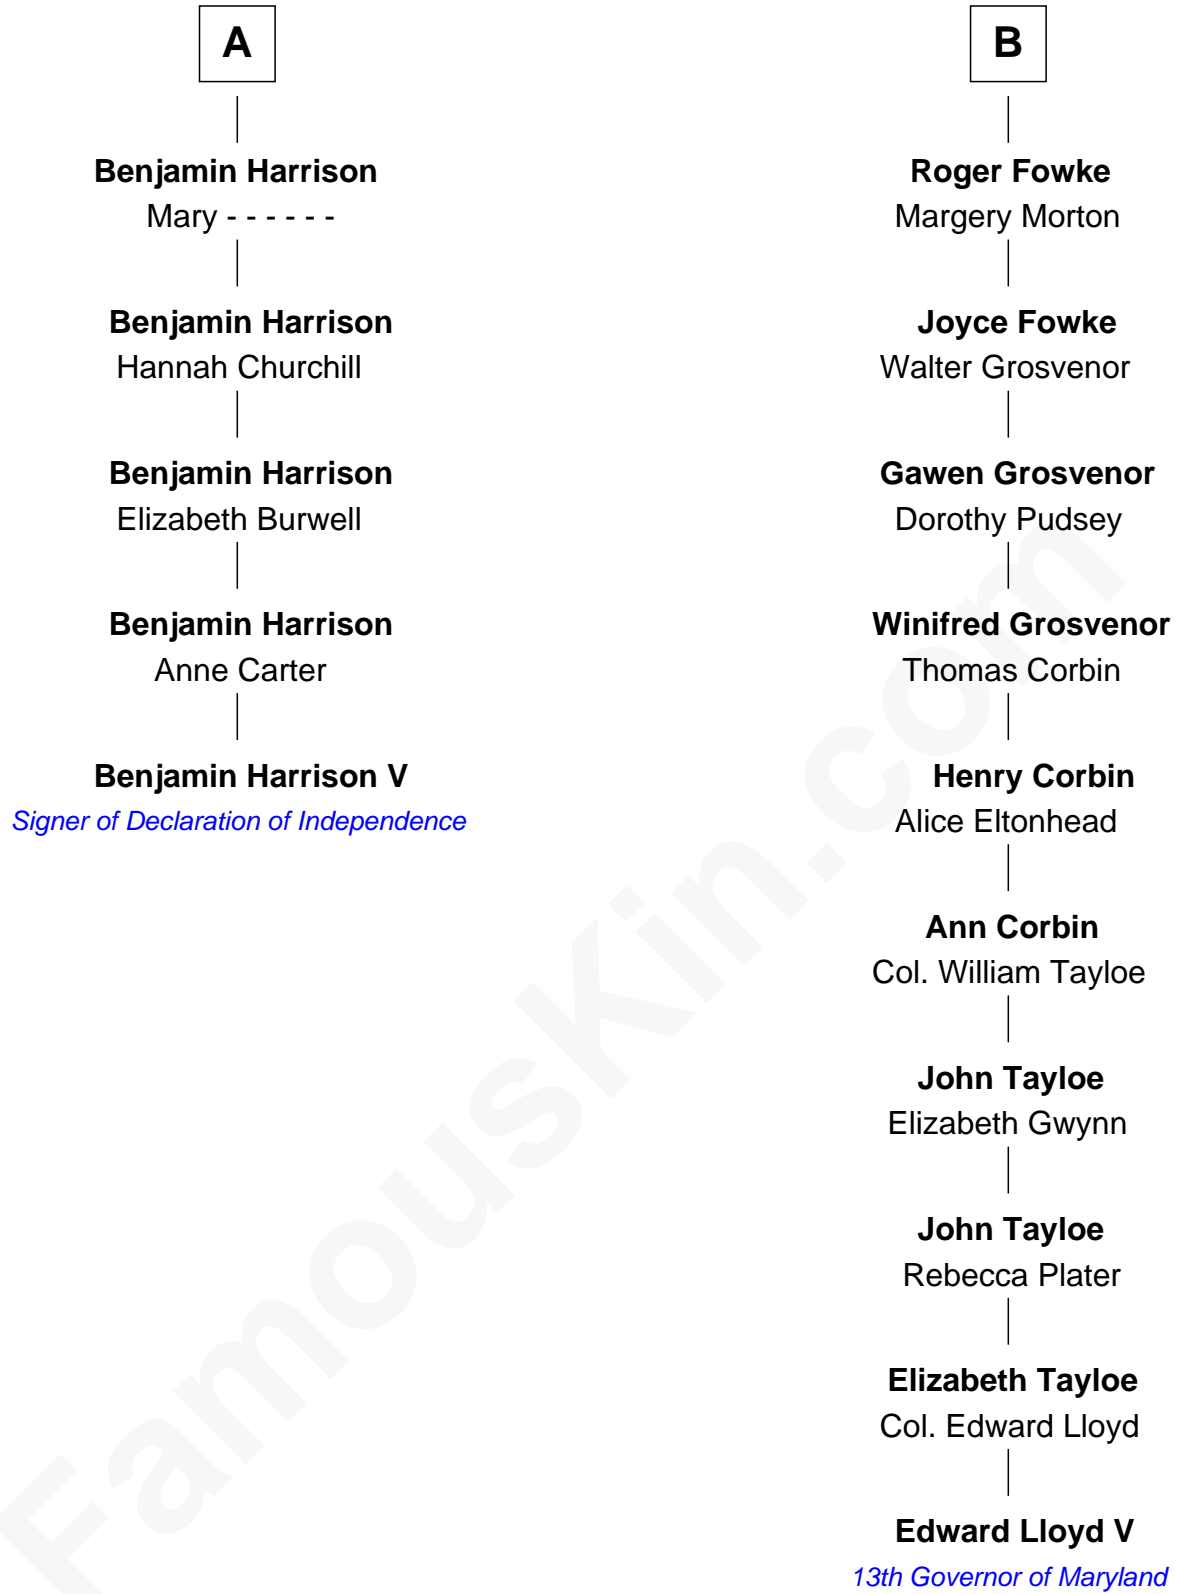 A
Benjamin Harrison
Mary - - - - - -
Benjamin Harrison
Hannah Churchill
Benjamin Harrison
Elizabeth Burwell
Benjamin Harrison
Anne Carter
Benjamin Harrison V
Signer of Declaration of Independence
B
Roger Fowke
Margery Morton
Joyce Fowke
Walter Grosvenor
Gawen Grosvenor
Dorothy Pudsey
Winifred Grosvenor
Thomas Corbin
Henry Corbin
Alice Eltonhead
Ann Corbin
Col. William Tayloe
John Tayloe
Elizabeth Gwynn
John Tayloe
Rebecca Plater
Elizabeth Tayloe
Col. Edward Lloyd
Edward Lloyd V
13th Governor of Maryland
FamousKin.com